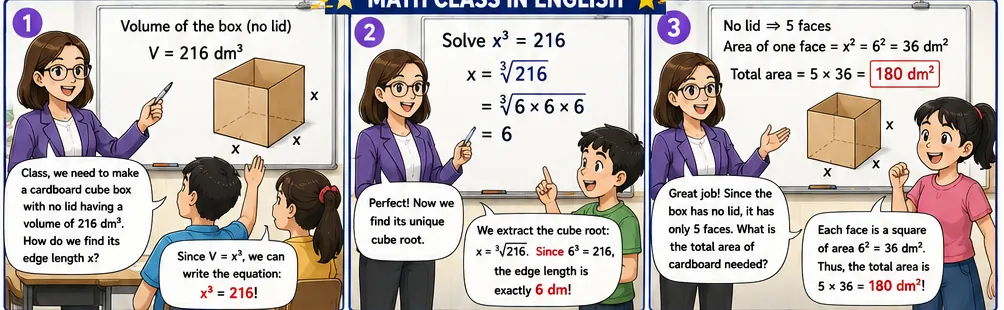 MATH CLASS IN ENGLISH
1
Volume of the box (no lid)
V = 216 dm³
x
x
x
Class, we need to make
a cardboard cube box
with no lid having a
volume of 216 dm³.
How do we find its
edge length x?
Since V = x³, we can
write the equation:
x³ = 216!
2
Solve x³ = 216
x = ∛216
= ∛6 × 6 × 6
= 6
Perfect! Now we
find its unique
cube root.
We extract the cube root:
x = ∛216. Since 6³ = 216,
the edge length is
exactly 6 dm!
3
No lid ⇒ 5 faces
Area of one face = x² = 6² = 36 dm²
Total area = 5 × 36 = 180 dm²
x
x
x
Great job! Since the
box has no lid, it has
only 5 faces. What is
the total area of
cardboard needed?
Each face is a square
of area 6² = 36 dm².
Thus, the total area is
5 × 36 = 180 dm²!